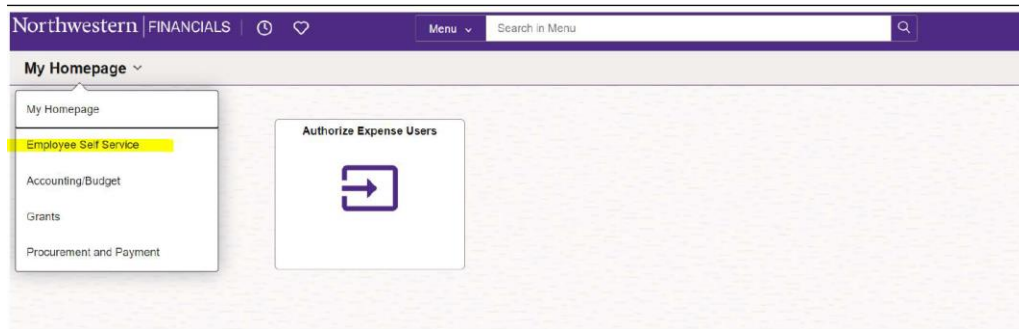 Northwestern | FINANCIALS
Menu
Search in Menu
My Homepage
My Homepage
Employee Self Service
Accounting/Budget
Grants
Procurement and Payment
Authorize Expense Users